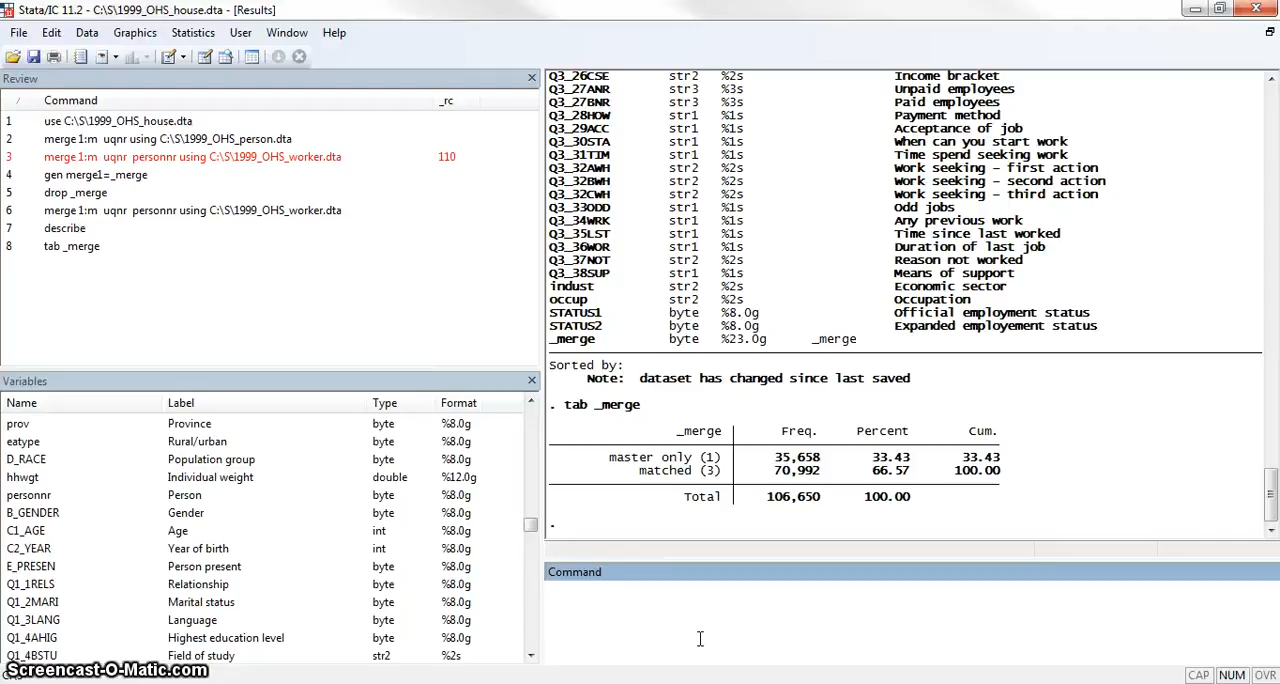 Stata/IC 11.2 - C:\S\1999_OHS_house.dta - [Results]
File Edit Data Graphics Statistics User Window Help
Review
Command _rc
1 use C:\S\1999_OHS_house.dta
2 merge 1:m uqnr using C:\S\1999_OHS_person.dta
3 merge 1:m uqnr personnr using C:\S\1999_OHS_worker.dta 110
4 gen merge1=_merge
5 drop _merge
6 merge 1:m uqnr personnr using C:\S\1999_OHS_worker.dta
7 describe
8 tab _merge
Variables
Name Label Type Format
prov Province byte %8.0g
eatype Rural/urban byte %8.0g
D_RACE Population group byte %8.0g
hhwgt Individual weight double %12.0g
personnr Person byte %8.0g
B_GENDER Gender byte %8.0g
C1_AGE Age int %8.0g
C2_YEAR Year of birth int %8.0g
E_PRESEN Person present byte %8.0g
Q1_1RELS Relationship byte %8.0g
Q1_2MARI Marital status byte %8.0g
Q1_3LANG Language byte %8.0g
Q1_4AHIG Highest education level byte %8.0g
Q1_4BSTU Field of study str2 %2s
Q3_26CSE str2 %2s Income bracket
Q3_27ANR str3 %3s Unpaid employees
Q3_27BNR str3 %3s Paid employees
Q3_28HOW str1 %1s Payment method
Q3_29ACC str1 %1s Acceptance of job
Q3_30STA str1 %1s When can you start work
Q3_31TIM str1 %1s Time spend seeking work
Q3_32AWH str2 %2s Work seeking - first action
Q3_32BWH str2 %2s Work seeking - second action
Q3_32CWH str2 %2s Work seeking - third action
Q3_33ODD str1 %1s Odd jobs
Q3_34WRK str1 %1s Any previous work
Q3_35LST str1 %1s Time since last worked
Q3_36WOR str1 %1s Duration of last job
Q3_37NOT str2 %2s Reason not worked
Q3_38SUP str1 %1s Means of support
indust str2 %2s Economic sector
occup str2 %2s Occupation
STATUS1 byte %8.0g Official employment status
STATUS2 byte %8.0g Expanded employement status
_merge byte %23.0g _merge
Sorted by:
Note: dataset has changed since last saved
. tab _merge
_merge Freq. Percent Cum.
master only (1) 35,658 33.43 33.43
matched (3) 70,992 66.57 100.00
Total 106,650 100.00
.
Command
Screencast-O-Matic.com
CAP NUM OVR